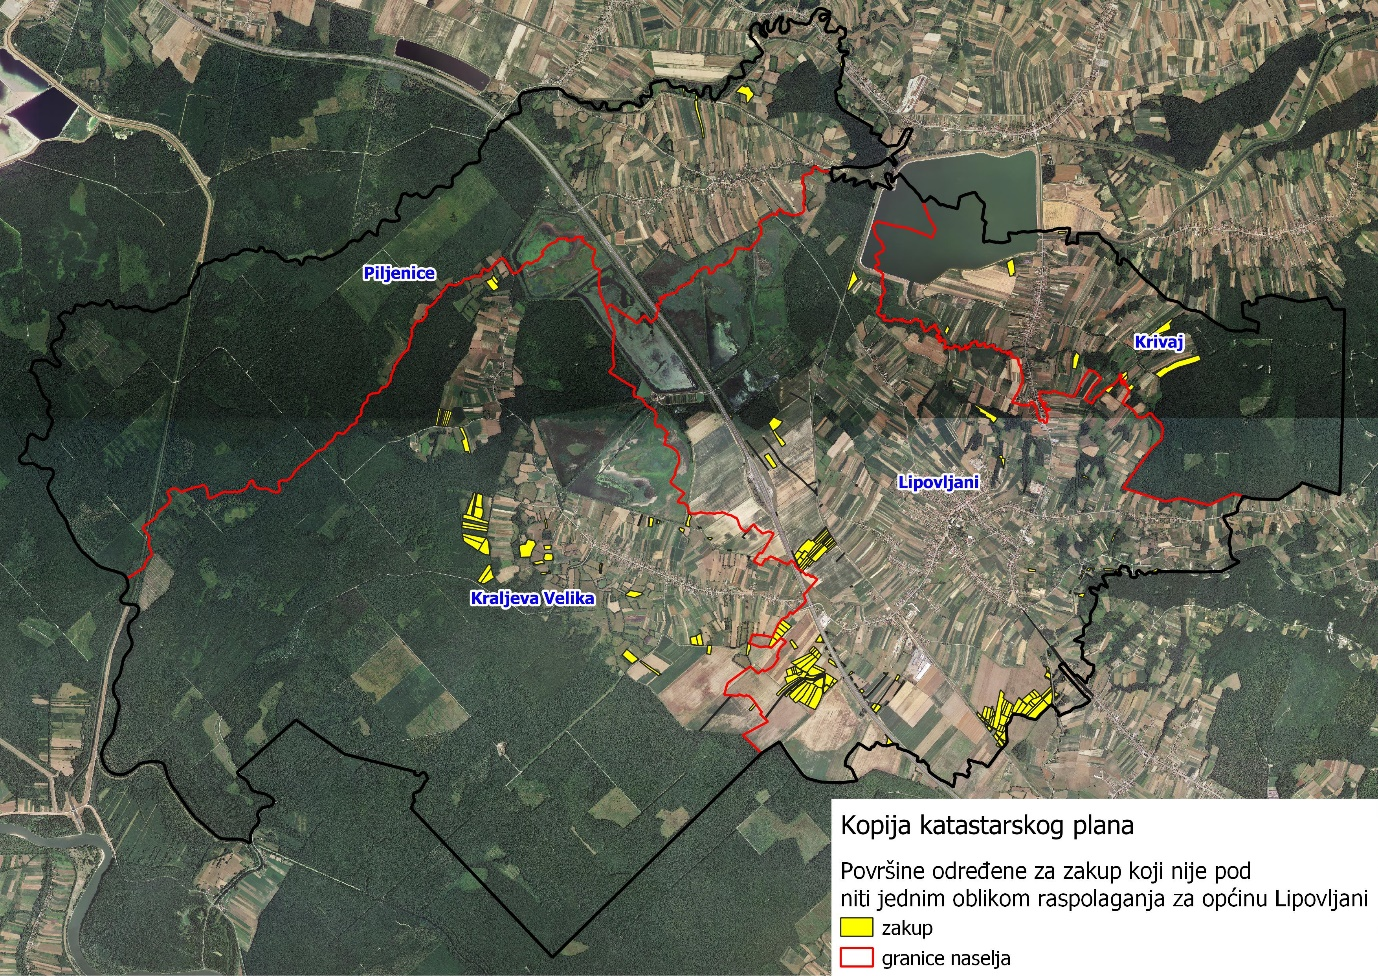 Piljenice
Krivaj
Lipovljani
Kraljeva Velika
Kopija katastarskog plana
Površine određene za zakup koji nije pod
niti jednim oblikom raspolaganja za općinu Lipovljani
zakup
granice naselja